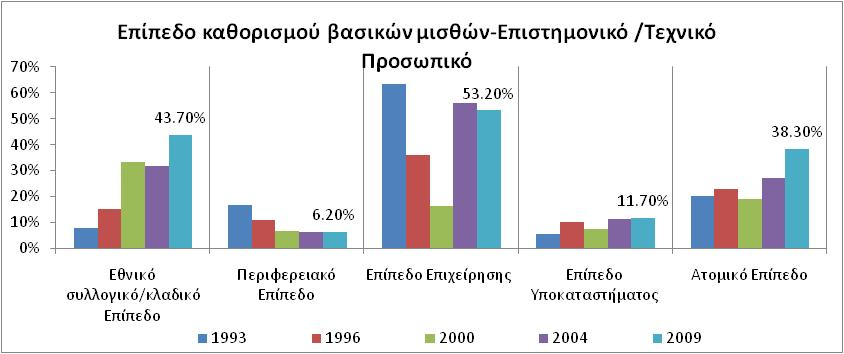 Επίπεδο καθορισμού βασικών μισθών-Επιστημονικό /Τεχνικό
Προσωπικό
70%
60%
50%
40%
30%
20%
10%
0%
43.70%
6.20%
53.20%
11.70%
38.30%
Εθνικό
συλλογικό/κλαδικό
Επίπεδο
Περιφερειακό
Επίπεδο
Επίπεδο Επιχείρησης
Επίπεδο
Υποκαταστήματος
Ατομικό Επίπεδο
1993
1996
2000
2004
2009